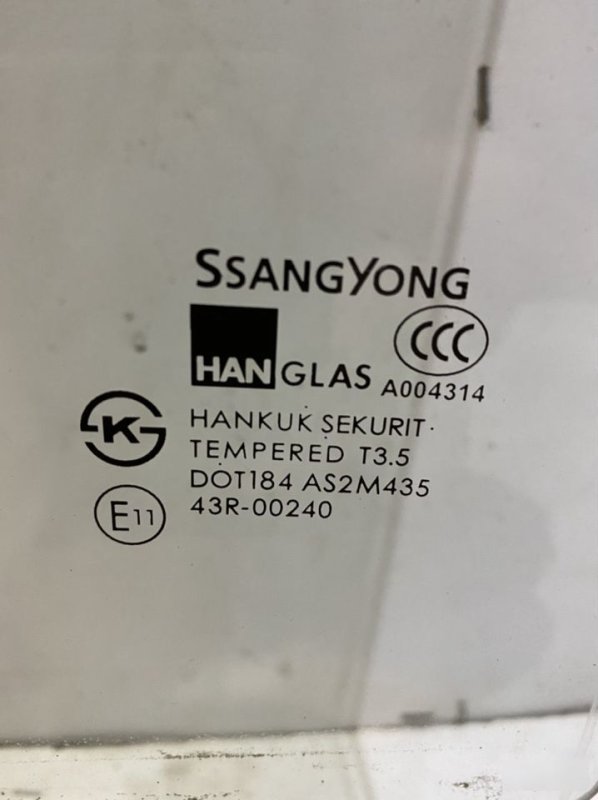 SSANGYONG
HANGLAS
CCC
A004314
K
HANKUK SEKURIT
TEMPERED T3.5
DOT184 AS2M435
E11
43R-00240